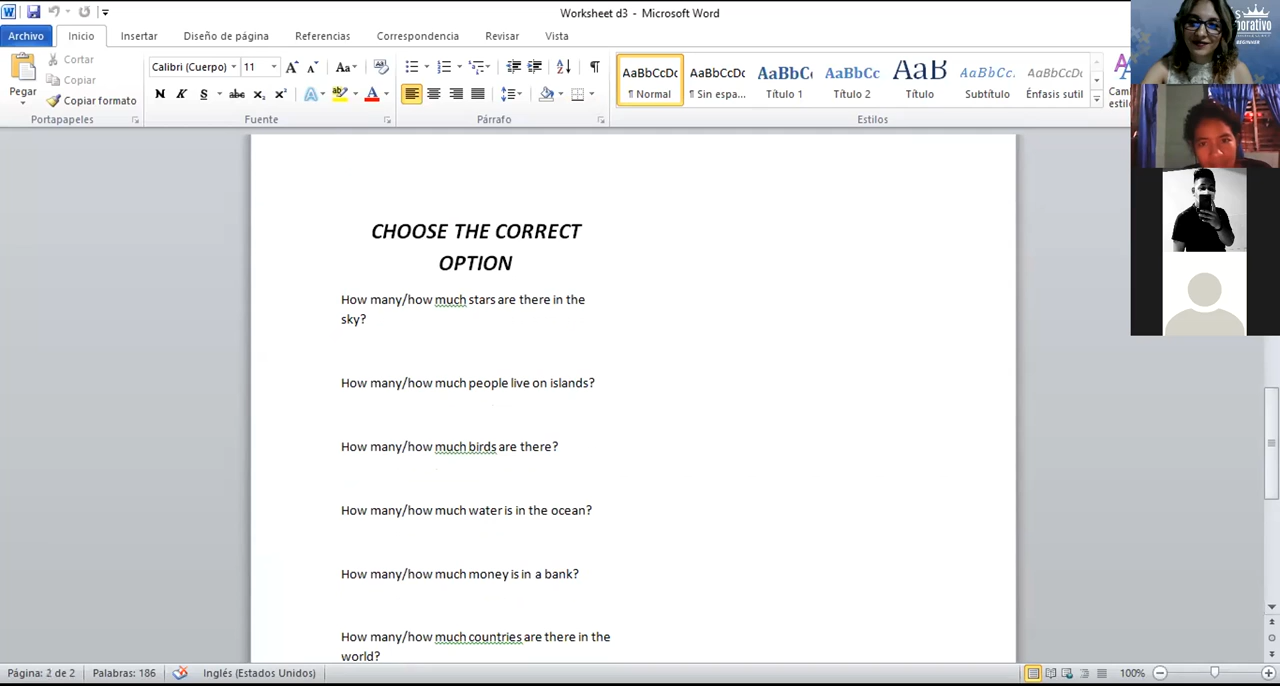 Worksheet d3 - Microsoft Word
Archivo Inicio Insertar Diseño de página Referencias Correspondencia Revisar Vista
Pegar
Cortar
Copiar
Copiar formato
Portapapeles
Calibri (Cuerpo) 11
N K S abc x₂ x²
Fuente
Párrafo
AaBbCcDc AaBbCcDc AaBbC AaBbCc AaB AaBbCc. AaBbCcDc
¶ Normal ¶ Sin espa... Título 1 Título 2 Título Subtítulo Énfasis sutil
Estilos
BEGINNER
CHOOSE THE CORRECT
OPTION
How many/how much stars are there in the
sky?
How many/how much people live on islands?
How many/how much birds are there?
How many/how much water is in the ocean?
How many/how much money is in a bank?
How many/how much countries are there in the
world?
Página: 2 de 2 Palabras: 186 Inglés (Estados Unidos) 100%